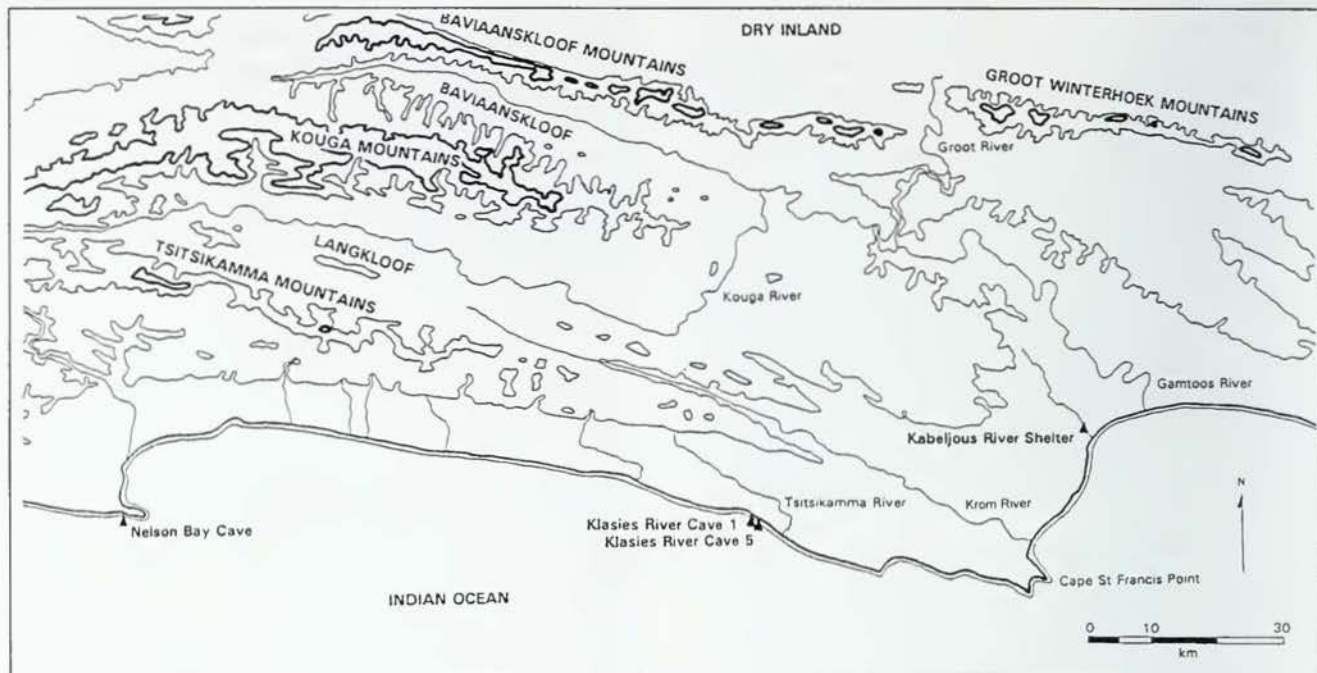 DRY INLAND
BAVIAANSKLOOF MOUNTAINS
GROOT WINTERHOEK MOUNTAINS
BAVIAANSKLOOF
Groot River
KOUGA MOUNTAINS
LANGKLOOF
TSITSIKAMMA MOUNTAINS
Kouga River
Gamtoos River
Kabeljous River Shelter
Tsitsikamma River
Krom River
N
Nelson Bay Cave
Klasies River Cave 1
Klasies River Cave 5
Cape St Francis Point
INDIAN OCEAN
0 10 30
km